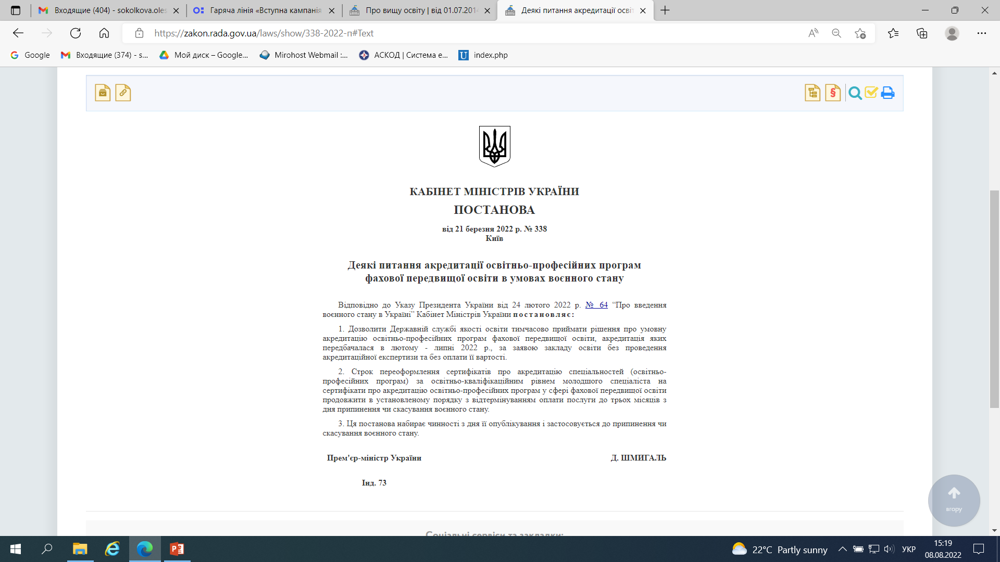 Входящие (404) - sokolkova.oles
Гаряча лінія «Вступна кампанія
Про вищу освіту | від 01.07.2014
Деякі питання акредитації освіт
https://zakon.rada.gov.ua/laws/show/338-2022-п#Text
Google
Входящие (374) - s...
Мой диск – Google...
Mirohost Webmail :...
АСКОД | Система е...
index.php
КАБІНЕТ МІНІСТРІВ УКРАЇНИ
ПОСТАНОВА
від 21 березня 2022 р. № 338
Київ
Деякі питання акредитації освітньо-професійних програм
фахової передвищої освіти в умовах воєнного стану
Відповідно до Указу Президента України від 24 лютого 2022 р. № 64 “Про введення
воєнного стану в Україні” Кабінет Міністрів України постановляє:
1. Дозволити Державній службі якості освіти тимчасово приймати рішення про умовну
акредитацію освітньо-професійних програм фахової передвищої освіти, акредитація яких
передбачалася в лютому - липні 2022 р., за заявою закладу освіти без проведення
акредитаційної експертизи та без оплати її вартості.
2. Строк переоформлення сертифікатів про акредитацію спеціальностей (освітньо-
професійних програм) за освітньо-кваліфікаційним рівнем молодшого спеціаліста на
сертифікати про акредитацію освітньо-професійних програм у сфері фахової передвищої освіти
продовжити в установленому порядку з відтермінуванням оплати послуги до трьох місяців з
дня припинення чи скасування воєнного стану.
3. Ця постанова набирає чинності з дня її опублікування і застосовується до припинення чи
скасування воєнного стану.
Прем'єр-міністр України Д. ШМИГАЛЬ
Інд. 73
вгору
Соціальні сервіси та закладки:
22°C Partly sunny
УКР
15:19
08.08.2022